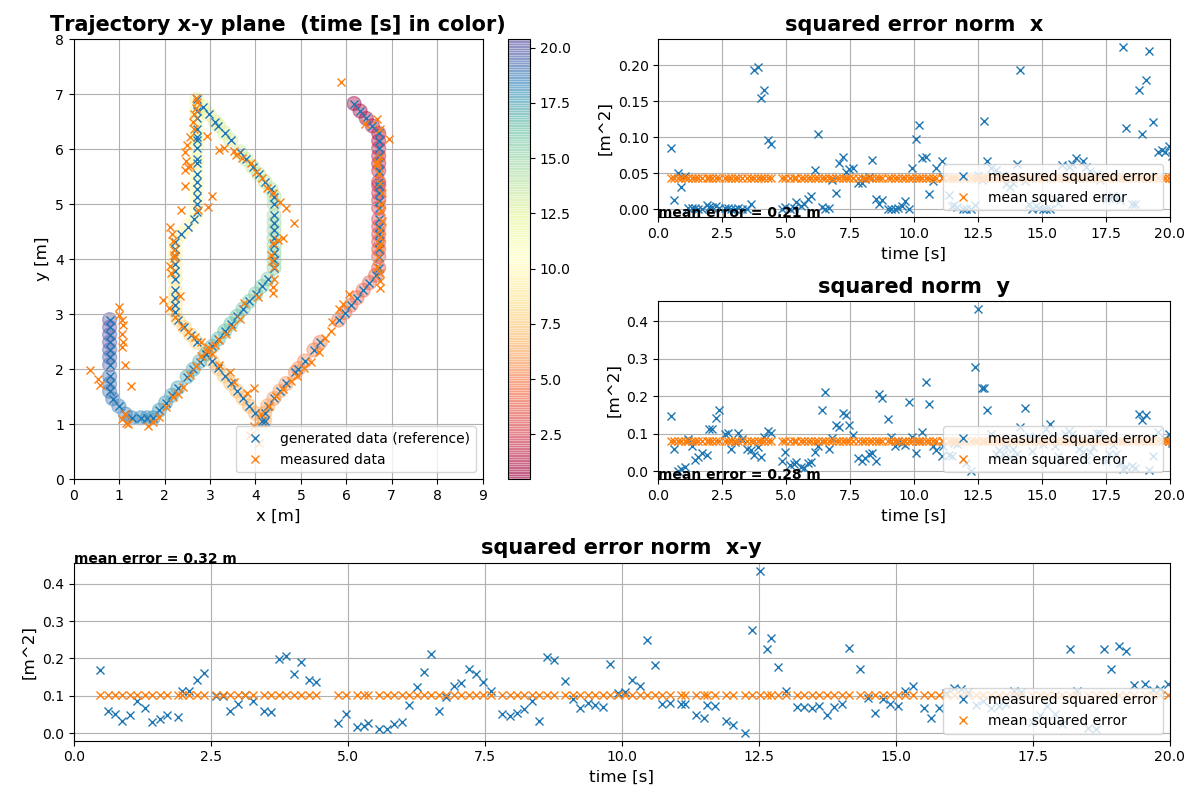 Trajectory x-y plane  (time [s] in color)
8
7
6
5
4
3
2
1
0
y [m]
0 1 2 3 4 5 6 7 8 9
x [m]
generated data (reference)
measured data
20.0
17.5
15.0
12.5
10.0
7.5
5.0
2.5
squared error norm  x
0.20
0.15
0.10
0.05
0.00
[m^2]
measured squared error
mean squared error
mean error = 0.21 m
0.0 2.5 5.0 7.5 10.0 12.5 15.0 17.5 20.0
time [s]
squared norm  y
0.4
0.3
0.2
0.1
0.0
[m^2]
measured squared error
mean squared error
mean error = 0.28 m
0.0 2.5 5.0 7.5 10.0 12.5 15.0 17.5 20.0
time [s]
squared error norm  x-y
mean error = 0.32 m
0.4
0.3
0.2
0.1
0.0
[m^2]
measured squared error
mean squared error
0.0 2.5 5.0 7.5 10.0 12.5 15.0 17.5 20.0
time [s]